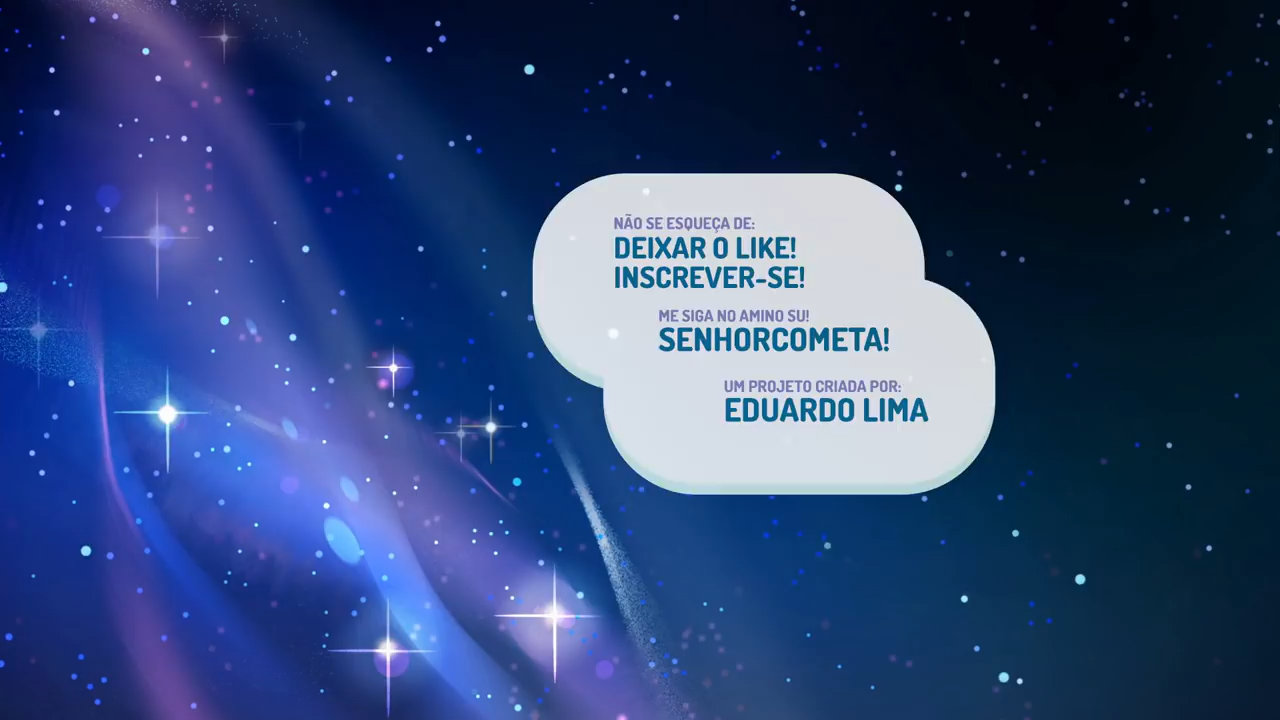 NÃO SE ESQUEÇA DE:
DEIXAR O LIKE!
INSCREVER-SE!
ME SIGA NO AMINO SU!
SENHORCOMETA!
UM PROJETO CRIADA POR:
EDUARDO LIMA